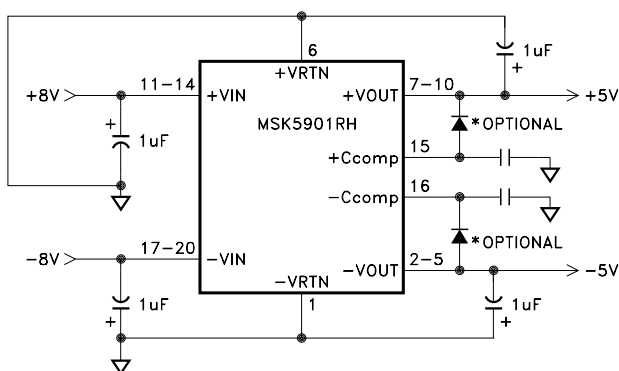 6
1uF
+
+VRTN
+8V
11-14
+VIN
+VOUT
7-10
+5V
+
1uF
MSK5901RH
*OPTIONAL
+Ccomp
15
-Ccomp
16
-8V
17-20
-VIN
*OPTIONAL
-VOUT
2-5
-5V
-VRTN
1
1uF
+
1uF
+